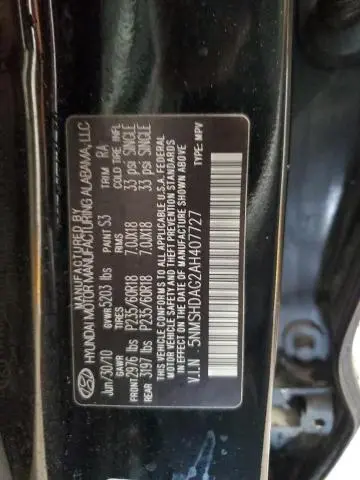 MANUFACTURED BY
HYUNDAI MOTOR MANUFACTURING ALABAMA, LLC
Jun/30/10 GVWR 5203 lbs PAINT S3 TRIM RA
GAWR TIRES RIMS COLD TIRE INFL
FRONT 2976 lbs P235/60R18 7.0JX18 33 psi SINGLE
REAR 3197 lbs P235/60R18 7.0JX18 33 psi SINGLE
THIS VEHICLE CONFORMS TO ALL APPLICABLE U.S.A. FEDERAL
MOTOR VEHICLE SAFETY AND THEFT PREVENTION STANDARDS
IN EFFECT ON THE DATE OF MANUFACTURE SHOWN ABOVE.
V.I.N : 5NMSHDAG2AH407727 TYPE: MPV